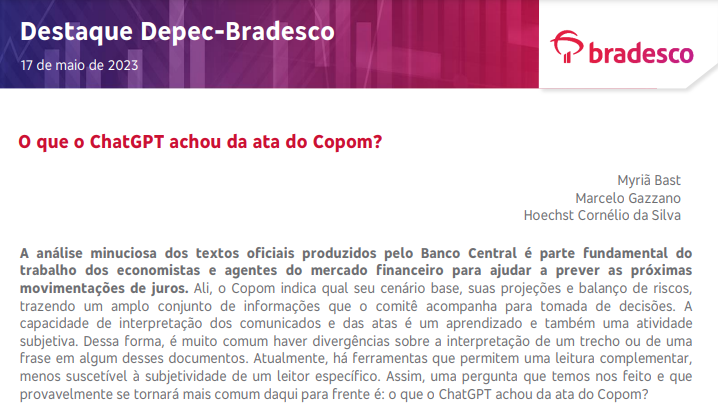 Destaque Depec-Bradesco
17 de maio de 2023
bradesco
O que o ChatGPT achou da ata do Copom?
Myriã Bast
Marcelo Gazzano
Hoechst Cornélio da Silva
A análise minuciosa dos textos oficiais produzidos pelo Banco Central é parte fundamental do
trabalho dos economistas e agentes do mercado financeiro para ajudar a prever as próximas
movimentações de juros. Ali, o Copom indica qual seu cenário base, suas projeções e balanço de riscos,
trazendo um amplo conjunto de informações que o comitê acompanha para tomada de decisões. A
capacidade de interpretação dos comunicados e das atas é um aprendizado e também uma atividade
subjetiva. Dessa forma, é muito comum haver divergências sobre a interpretação de um trecho ou de uma
frase em algum desses documentos. Atualmente, há ferramentas que permitem uma leitura complementar,
menos suscetível à subjetividade de um leitor específico. Assim, uma pergunta que temos nos feito e que
provavelmente se tornará mais comum daqui para frente é: o que o ChatGPT achou da ata do Copom?